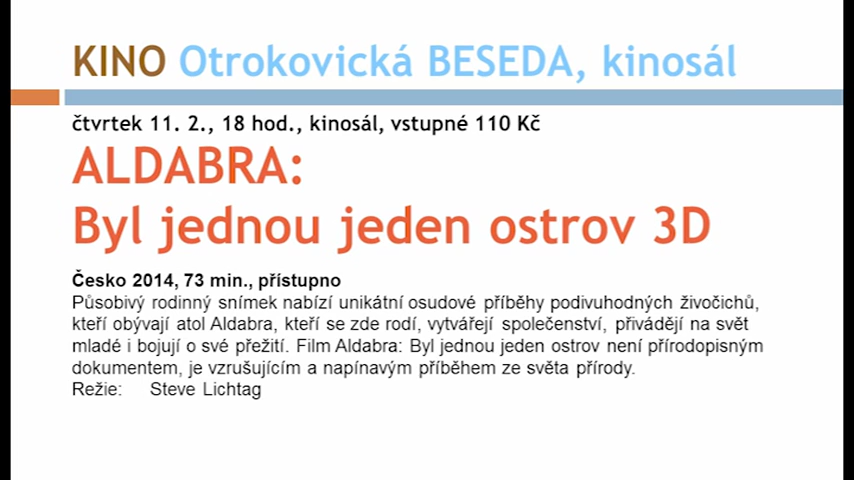 KINO Otrokovická BESEDA, kinosál
čtvrtek 11. 2., 18 hod., kinosál, vstupné 110 Kč
ALDABRA:
Byl jednou jeden ostrov 3D
Česko 2014, 73 min., přístupno
Působivý rodinný snímek nabízí unikátní osudové příběhy podivuhodných živočichů,
kteří obývají atol Aldabra, kteří se zde rodí, vytvářejí společenství, přivádějí na svět
mladé i bojují o své přežití. Film Aldabra: Byl jednou jeden ostrov není přírodopisným
dokumentem, je vzrušujícím a napínavým příběhem ze světa přírody.
Režie: Steve Lichtag